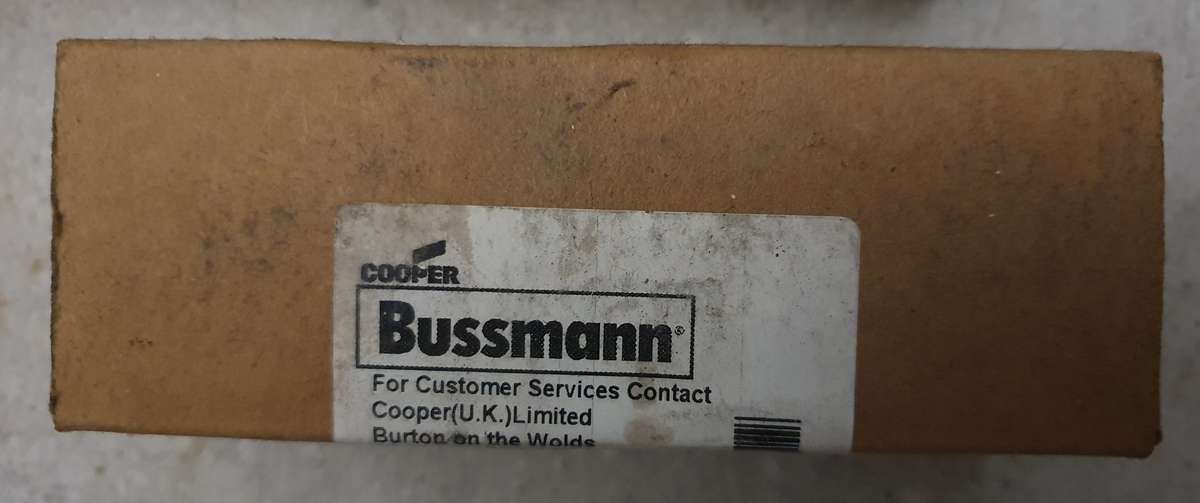 COOPER
Bussmann®
For Customer Services Contact
Cooper(U.K.)Limited
Burton on the Wolds